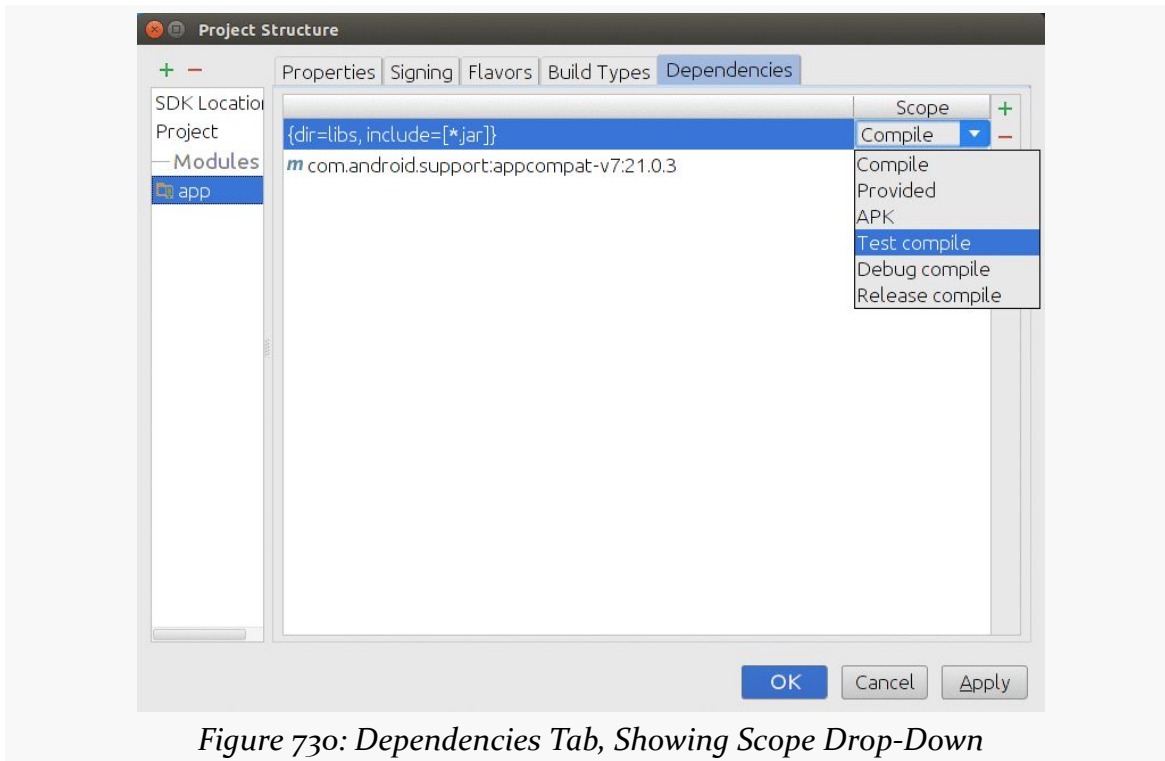 Project Structure
Properties Signing Flavors Build Types Dependencies
SDK Location
Project
Modules
app
Scope
{dir=libs, include=[*.jar]} Compile
m com.android.support:appcompat-v7:21.0.3
Compile
Provided
APK
Test compile
Debug compile
Release compile
OK Cancel Apply
Figure 730: Dependencies Tab, Showing Scope Drop-Down